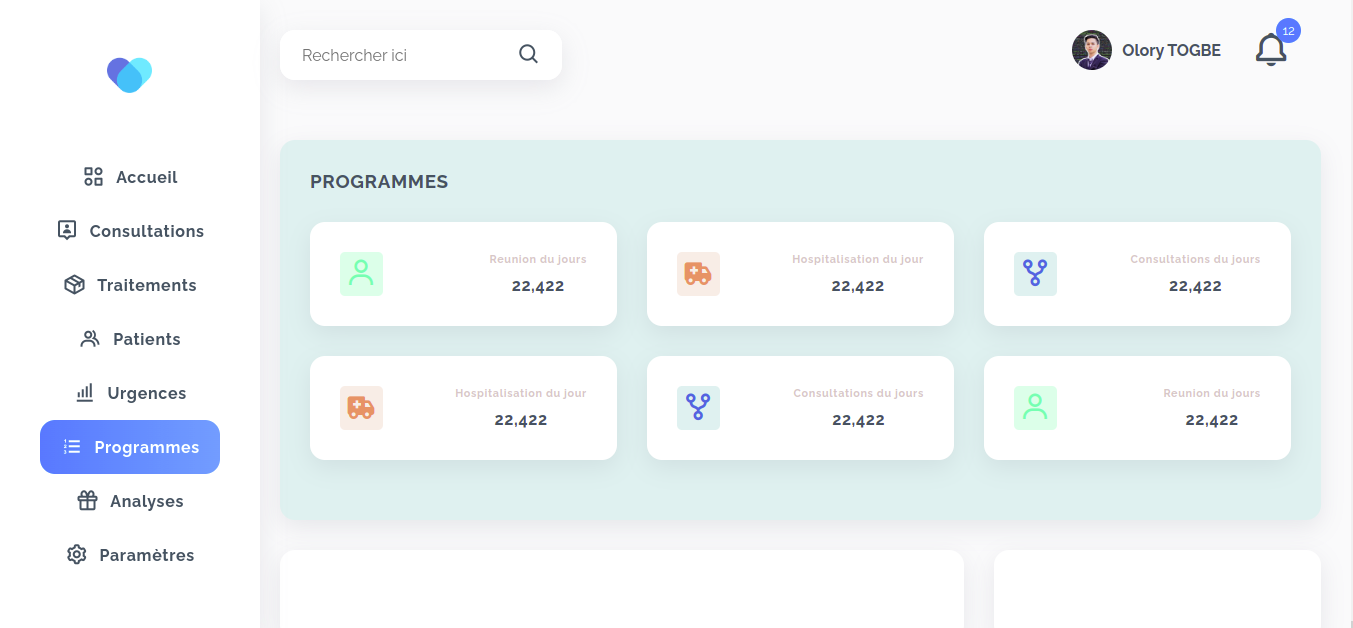 Rechercher ici
Olory TOGBE
12
Accueil
Consultations
Traitements
Patients
Urgences
Programmes
Analyses
Paramètres
PROGRAMMES
Reunion du jours
22,422
Hospitalisation du jour
22,422
Consultations du jours
22,422
Hospitalisation du jour
22,422
Consultations du jours
22,422
Reunion du jours
22,422